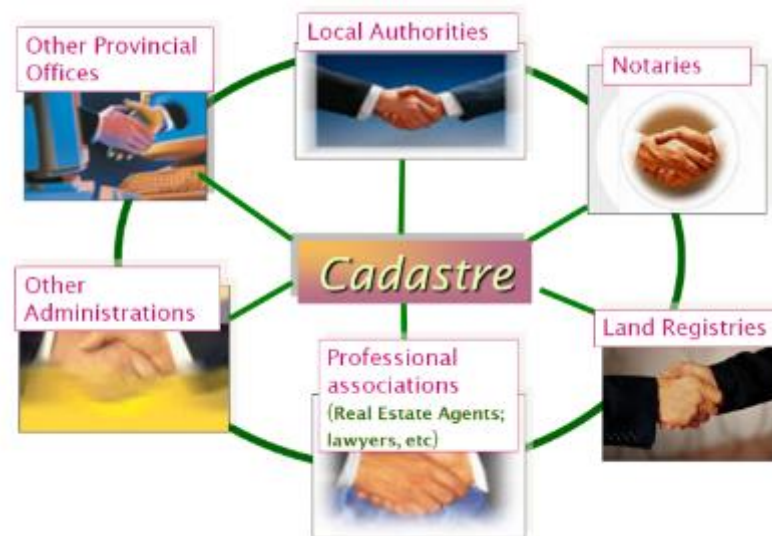 Other Provincial
Offices
Local Authorities
Notaries
Cadastre
Other
Administrations
Land Registries
Professional
associations
(Real Estate Agents;
lawyers, etc)